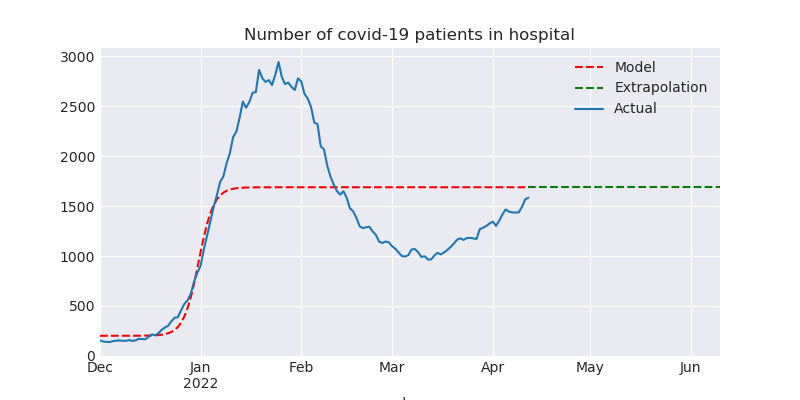 Number of covid-19 patients in hospital
3000
2500
2000
1500
1000
500
0
Model
Extrapolation
Actual
Dec
Jan
2022
Feb
Mar
Apr
May
Jun